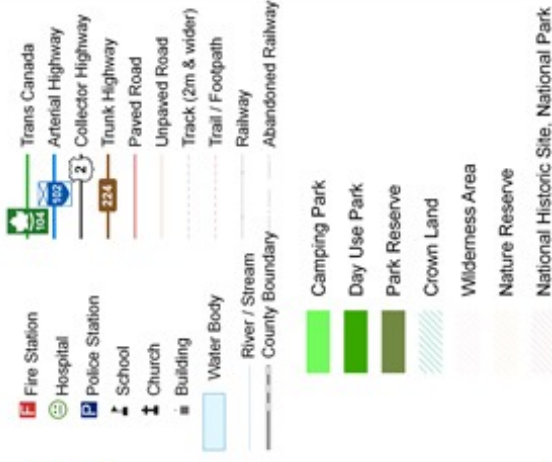 Fire Station
Hospital
Police Station
School
Church
Building
Water Body
River / Stream
County Boundary
104
Trans Canada
102
Arterial Highway
2
Collector Highway
224
Trunk Highway
Paved Road
Unpaved Road
Track (2m & wider)
Trail / Footpath
Railway
Abandoned Railway
F
P
Camping Park
Day Use Park
Park Reserve
Crown Land
Wilderness Area
Nature Reserve
National Historic Site, National Park